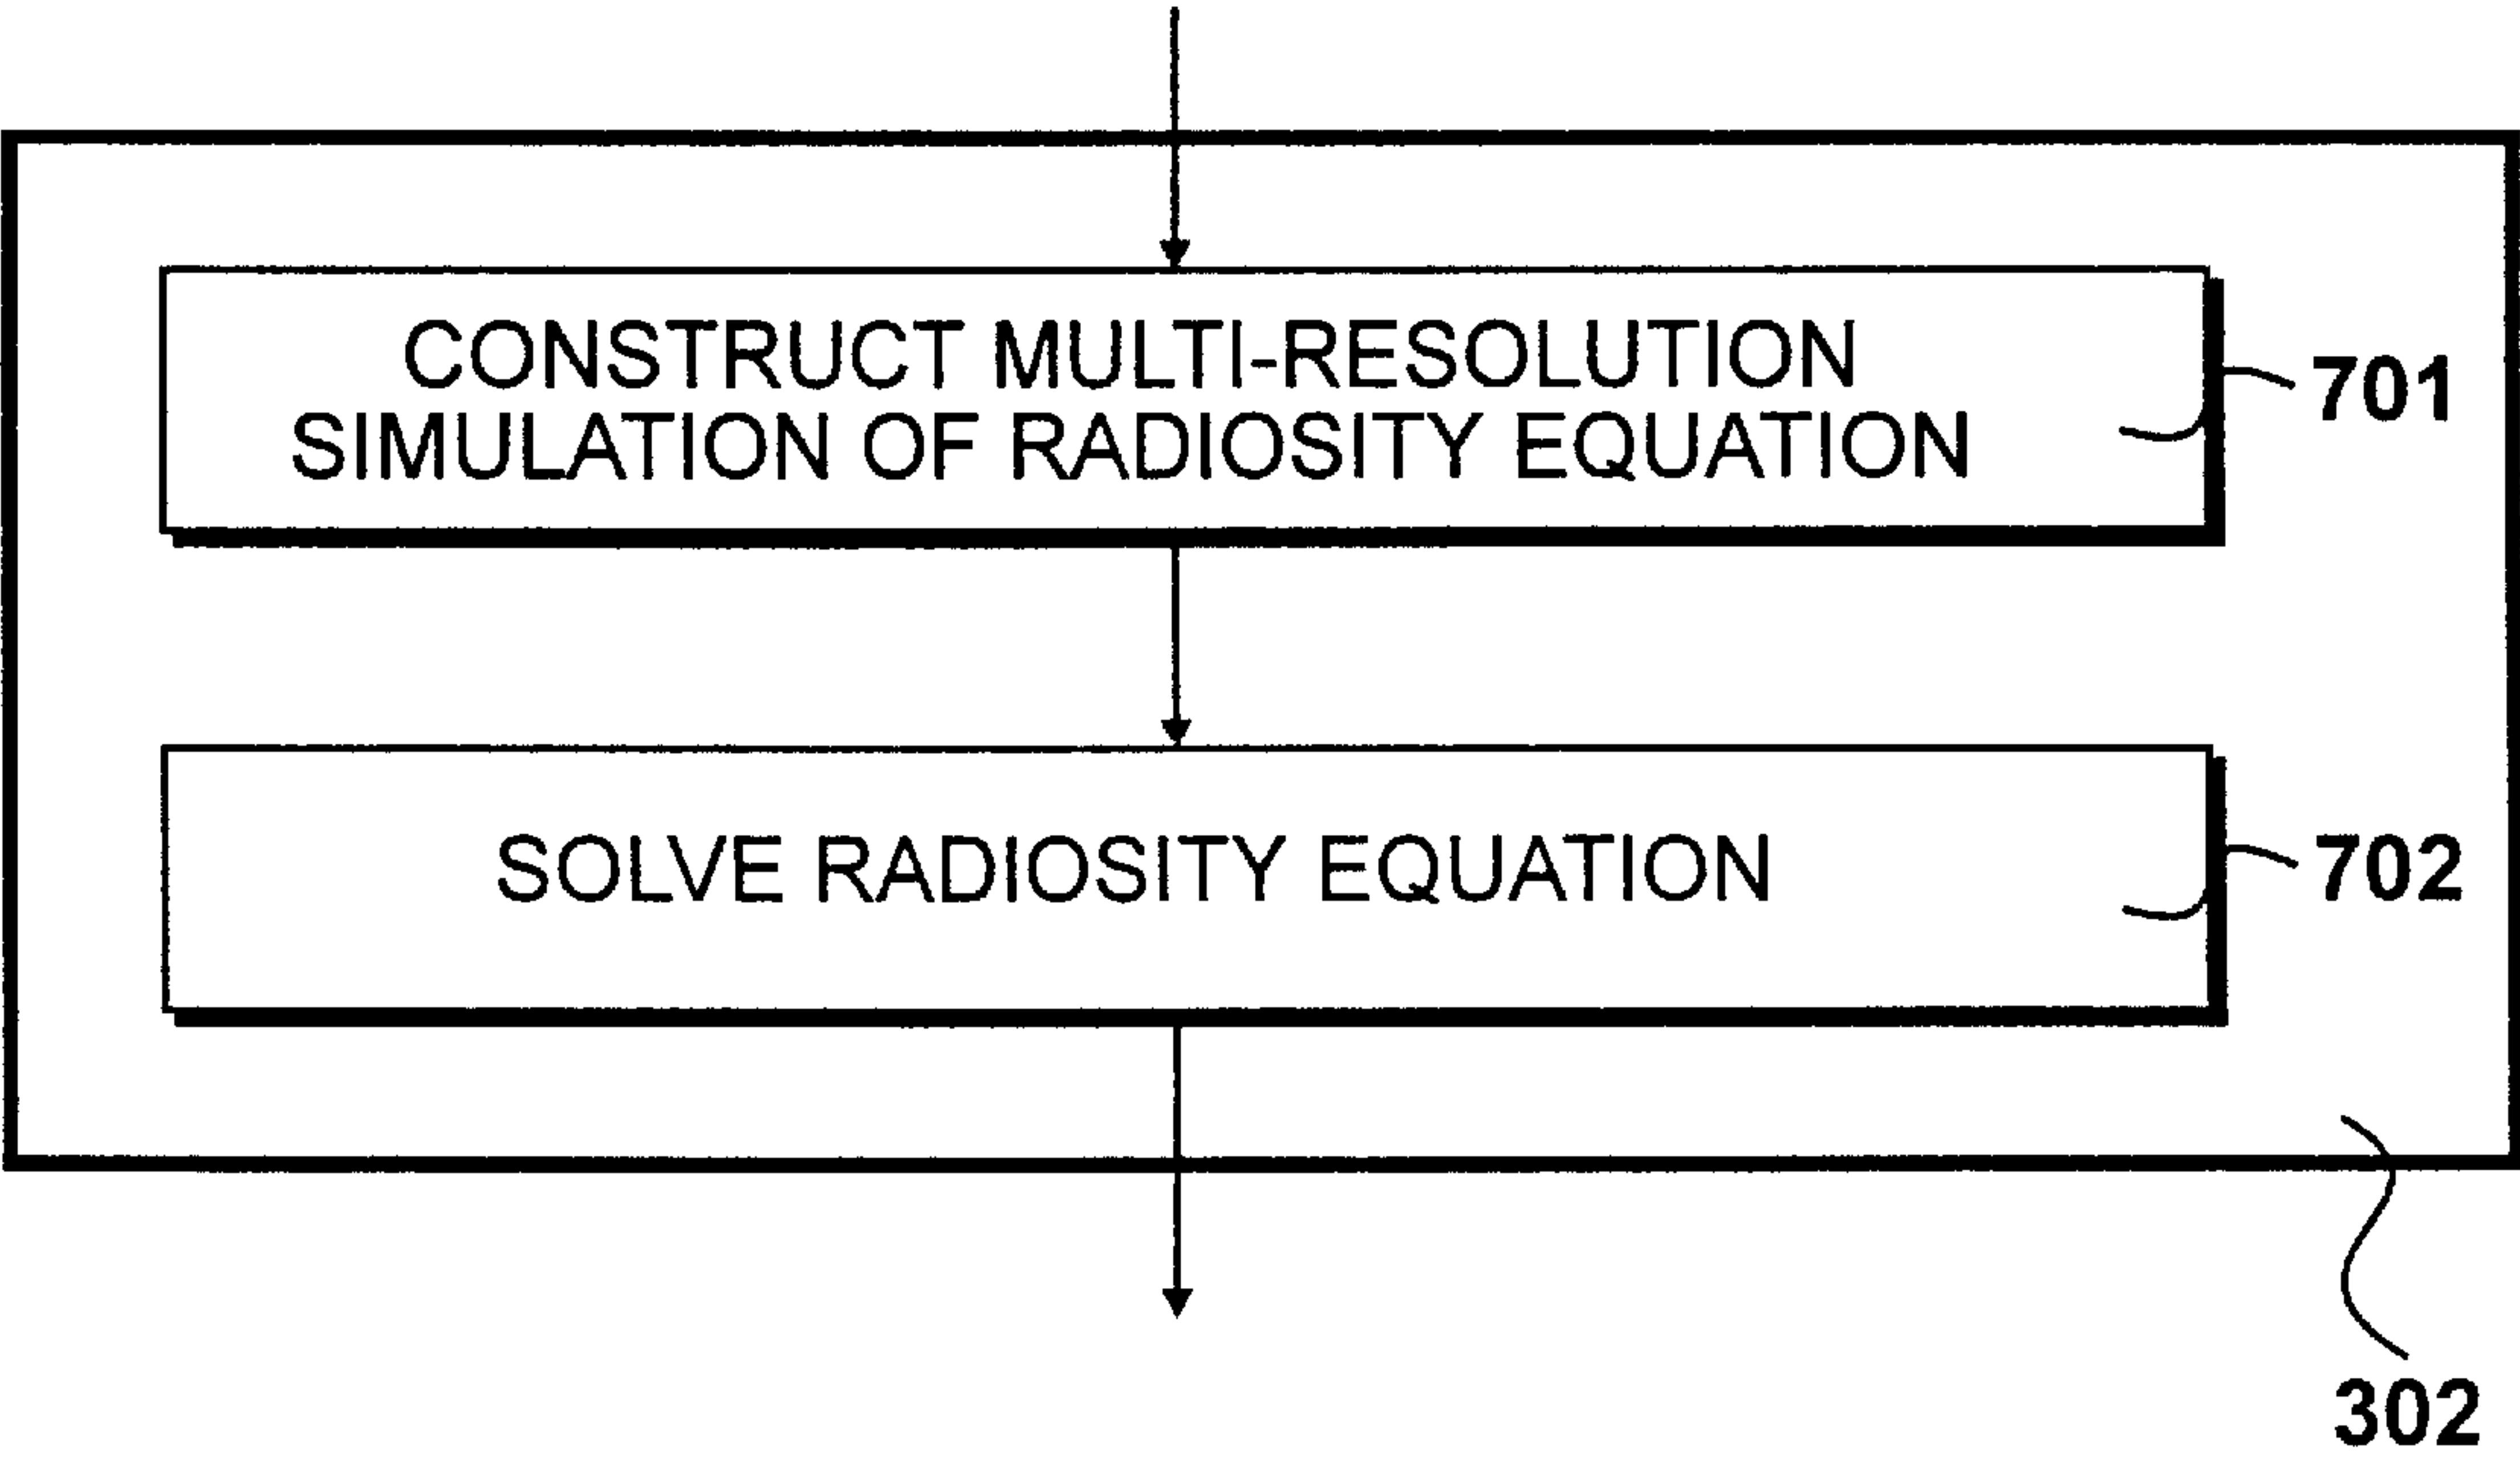 CONSTRUCT MULTI-RESOLUTION
SIMULATION OF RADIOSITY EQUATION
701
SOLVE RADIOSITY EQUATION
702
302